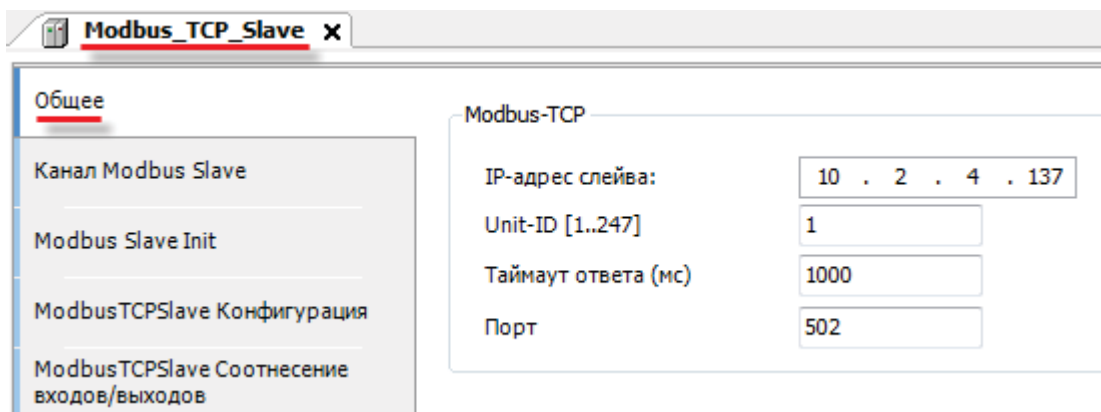 Modbus_TCP_Slave X
Общее
Канал Modbus Slave
Modbus Slave Init
ModbusTCPSlave Конфигурация
ModbusTCPSlave Соотнесение
входов/выходов
Modbus-TCP
IP-адрес слейва: 10 . 2 . 4 . 137
Unit-ID [1..247] 1
Таймаут ответа (мс) 1000
Порт 502